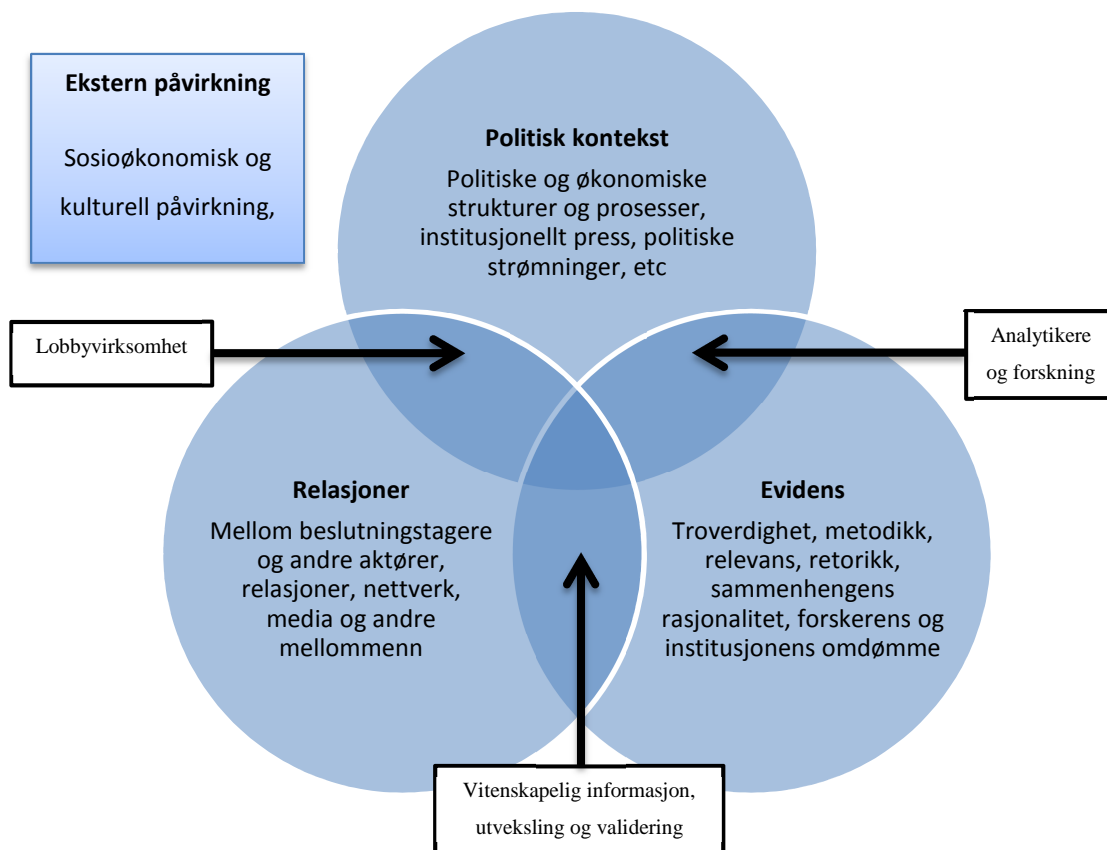 Ekstern påvirkning
Sosioøkonomisk og
kulturell påvirkning,
Politisk kontekst
Politiske og økonomiske
strukturer og prosesser,
institusjonellt press, politiske
strømninger, etc
Lobbyvirksomhet
Analytikere
og forskning
Relasjoner
Mellom beslutningstagere
og andre aktører,
relasjoner, nettverk,
media og andre
mellommenn
Evidens
Troverdighet, metodikk,
relevans, retorikk,
sammenhengens
rasjonalitet, forskerens og
institusjonens omdømme
Vitenskapelig informasjon,
utveksling og validering